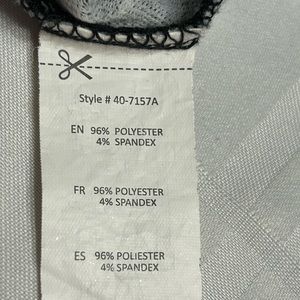 Style # 40-7157A
EN 96% POLYESTER
4% SPANDEX
FR 96% POLYESTER
4% SPANDEX
ES 96% POLIESTER
4% SPANDEX